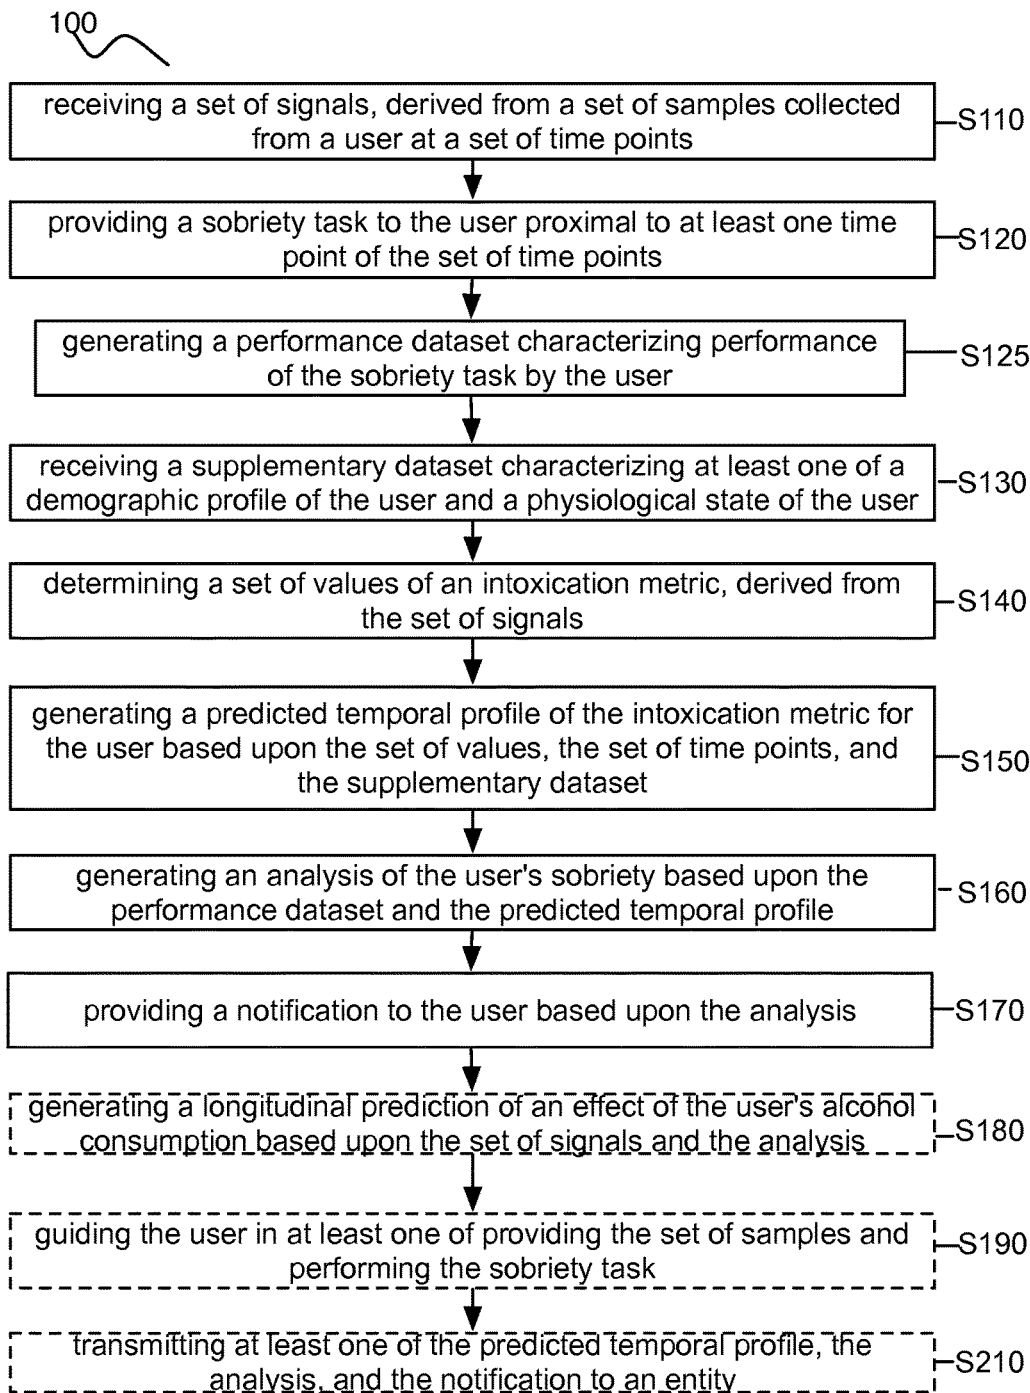 100
receiving a set of signals, derived from a set of samples collected
from a user at a set of time points
S110
providing a sobriety task to the user proximal to at least one time
point of the set of time points
S120
generating a performance dataset characterizing performance
of the sobriety task by the user
S125
receiving a supplementary dataset characterizing at least one of a
demographic profile of the user and a physiological state of the user
S130
determining a set of values of an intoxication metric, derived from
the set of signals
S140
generating a predicted temporal profile of the intoxication metric for
the user based upon the set of values, the set of time points, and
the supplementary dataset
S150
generating an analysis of the user's sobriety based upon the
performance dataset and the predicted temporal profile
S160
providing a notification to the user based upon the analysis
S170
generating a longitudinal prediction of an effect of the user's alcohol
consumption based upon the set of signals and the analysis
S180
guiding the user in at least one of providing the set of samples and
performing the sobriety task
S190
transmitting at least one of the predicted temporal profile, the
analysis, and the notification to an entity
S210